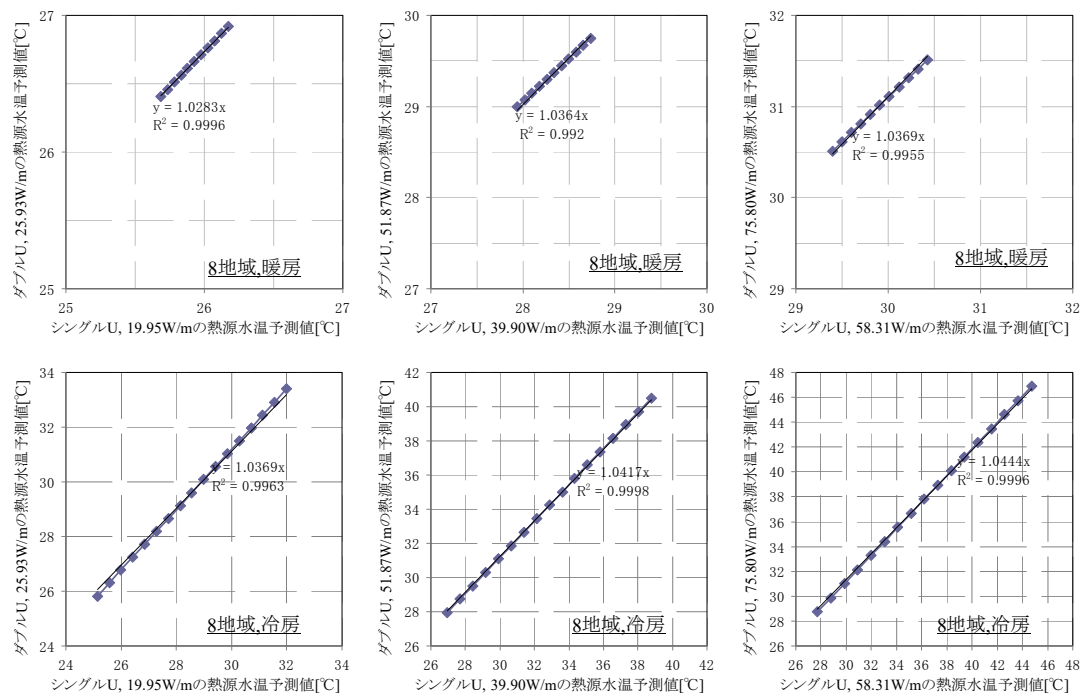 ダブルU, 25.93W/mの熱源水温予測値[℃]
27
26
25
y = 1.0283x
R² = 0.9996
8地域,暖房
25 26 27
シングルU, 19.95W/mの熱源水温予測値[℃]
ダブルU, 51.87W/mの熱源水温予測値[℃]
30
29
28
27
y = 1.0364x
R² = 0.992
8地域,暖房
27 28 29 30
シングルU, 39.90W/mの熱源水温予測値[℃]
ダブルU, 75.80W/mの熱源水温予測値[℃]
32
31
30
29
y = 1.0369x
R² = 0.9955
8地域,暖房
29 30 31 32
シングルU, 58.31W/mの熱源水温予測値[℃]
ダブルU, 25.93W/mの熱源水温予測値[℃]
34
32
30
28
26
24
y = 1.0369x
R² = 0.9963
8地域,冷房
24 26 28 30 32 34
シングルU, 19.95W/mの熱源水温予測値[℃]
ダブルU, 51.87W/mの熱源水温予測値[℃]
42
40
38
36
34
32
30
28
26
y = 1.0417x
R² = 0.9998
8地域,冷房
26 28 30 32 34 36 38 40 42
シングルU, 39.90W/mの熱源水温予測値[℃]
ダブルU, 75.80W/mの熱源水温予測値[℃]
48
46
44
42
40
38
36
34
32
30
28
26
y = 1.0444x
R² = 0.9996
8地域,冷房
26 28 30 32 34 36 38 40 42 44 46 48
シングルU, 58.31W/mの熱源水温予測値[℃]